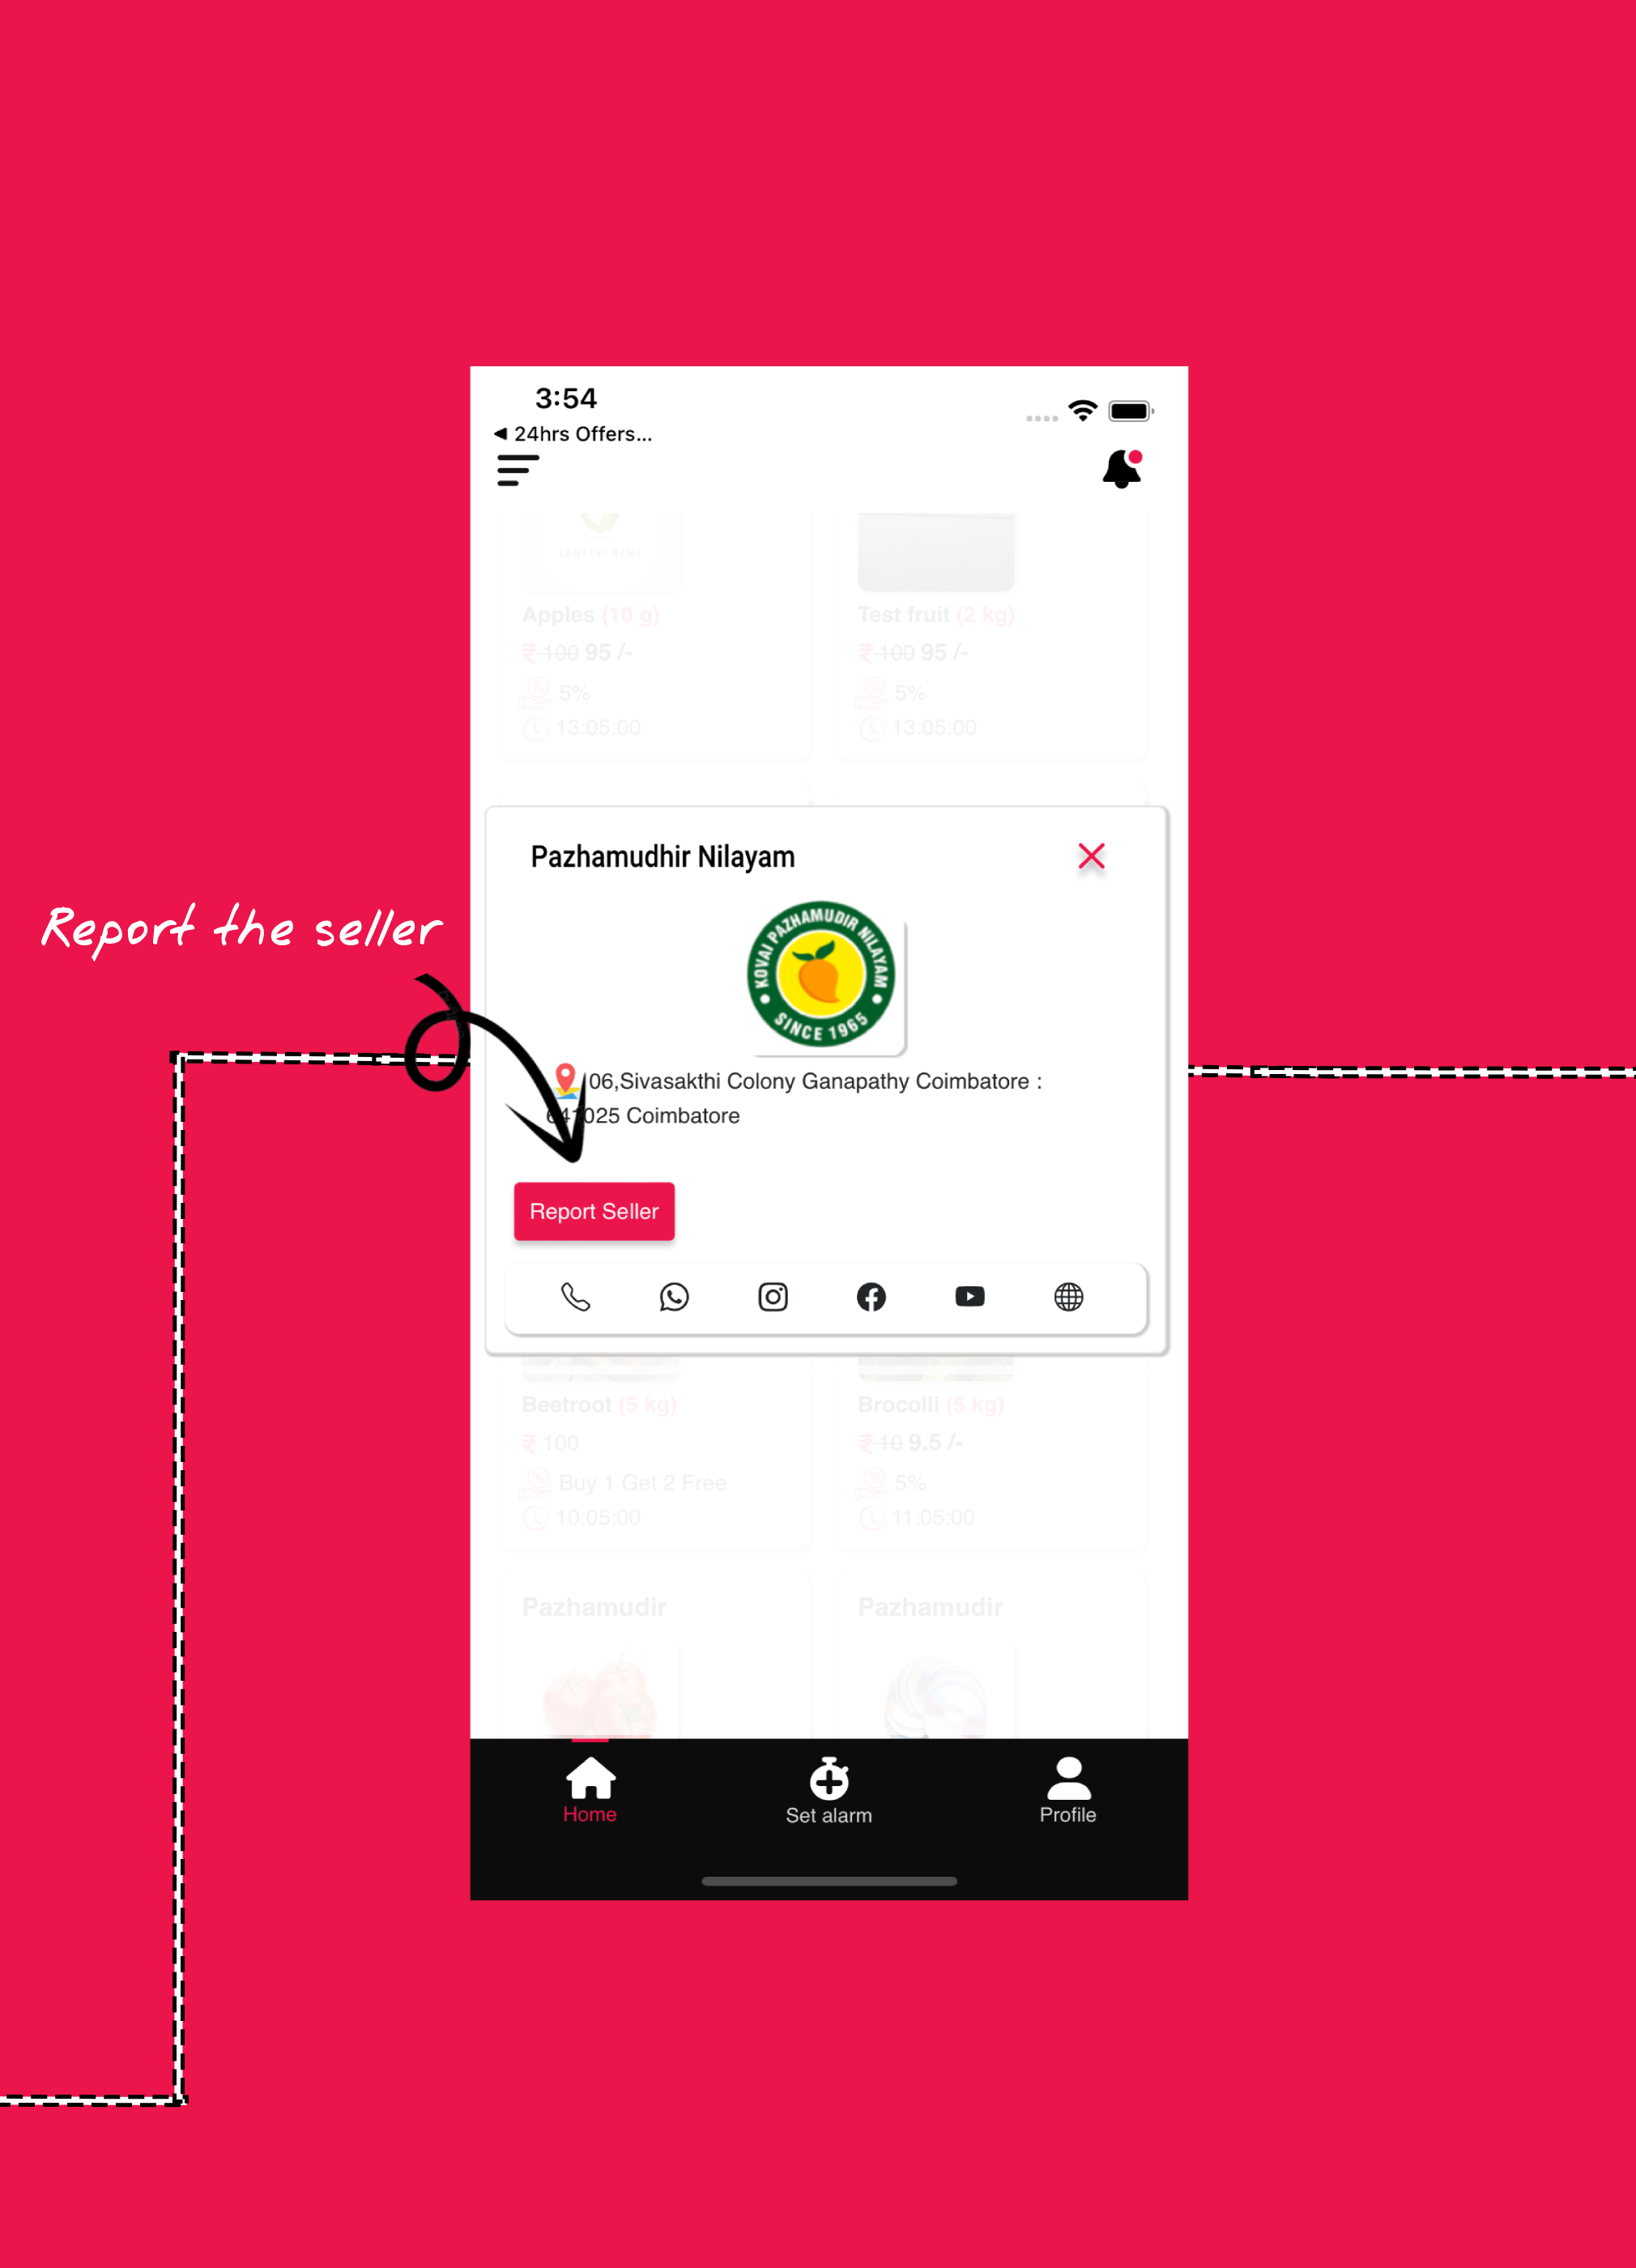 3:54
◀ 24hrs Offers...
COMPANY NAME
Apples (10 g)
Test fruit (2 kg)
₹ 100 95 /-
₹ 100 95 /-
5%
5%
13:05:00
13:05:00
Pazhamudhir Nilayam
KOVAI PAZHAMUDIR NILAYAM
SINCE 1965
Report the seller
06,Sivasakthi Colony Ganapathy Coimbatore :
641025 Coimbatore
Report Seller
Beetroot (5 kg)
Brocolli (5 kg)
₹ 100
₹ 10 9.5 /-
Buy 1 Get 2 Free
5%
10:05:00
11:05:00
Pazhamudir
Pazhamudir
Home
Set alarm
Profile